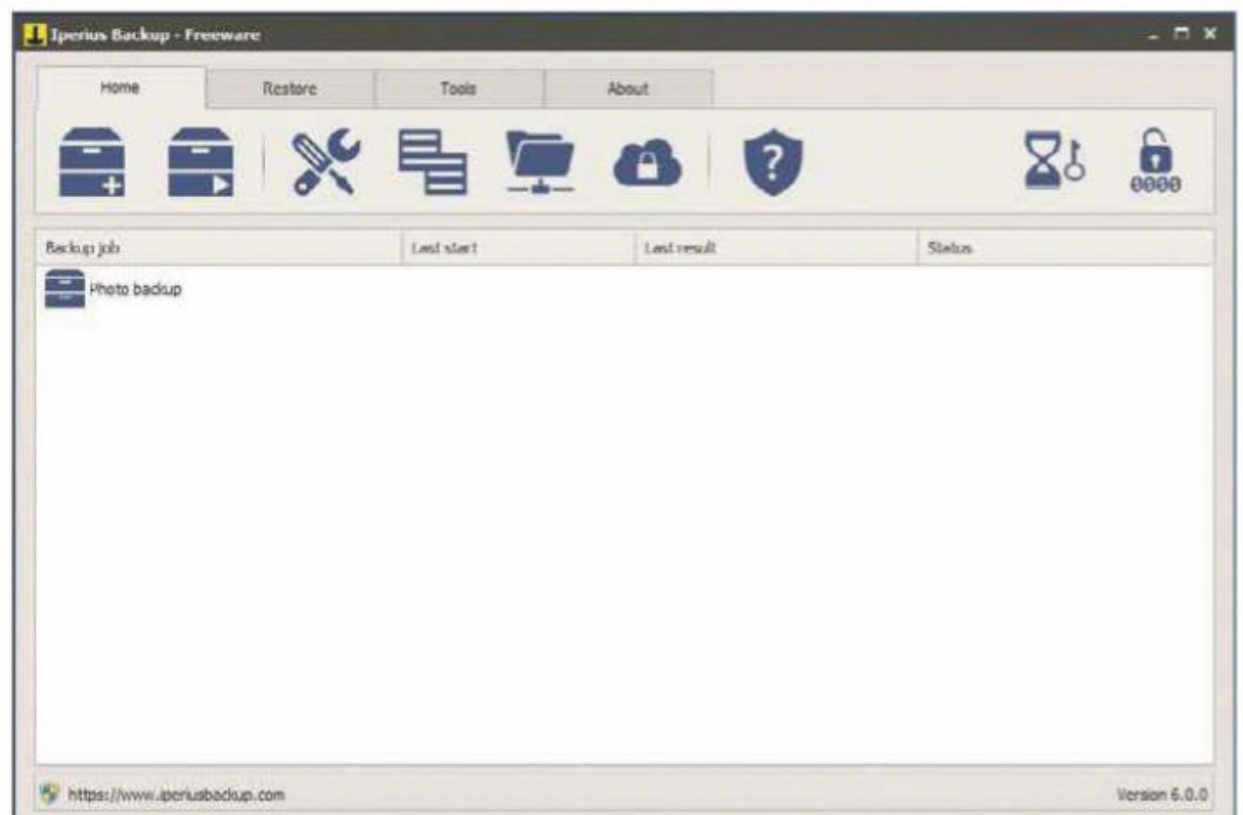 Iperius Backup - Freeware
Home Restore Tools About
0000
Backup job Last start Last result Status
Photo backup
https://www.iperiusbackup.com Version 6.0.0